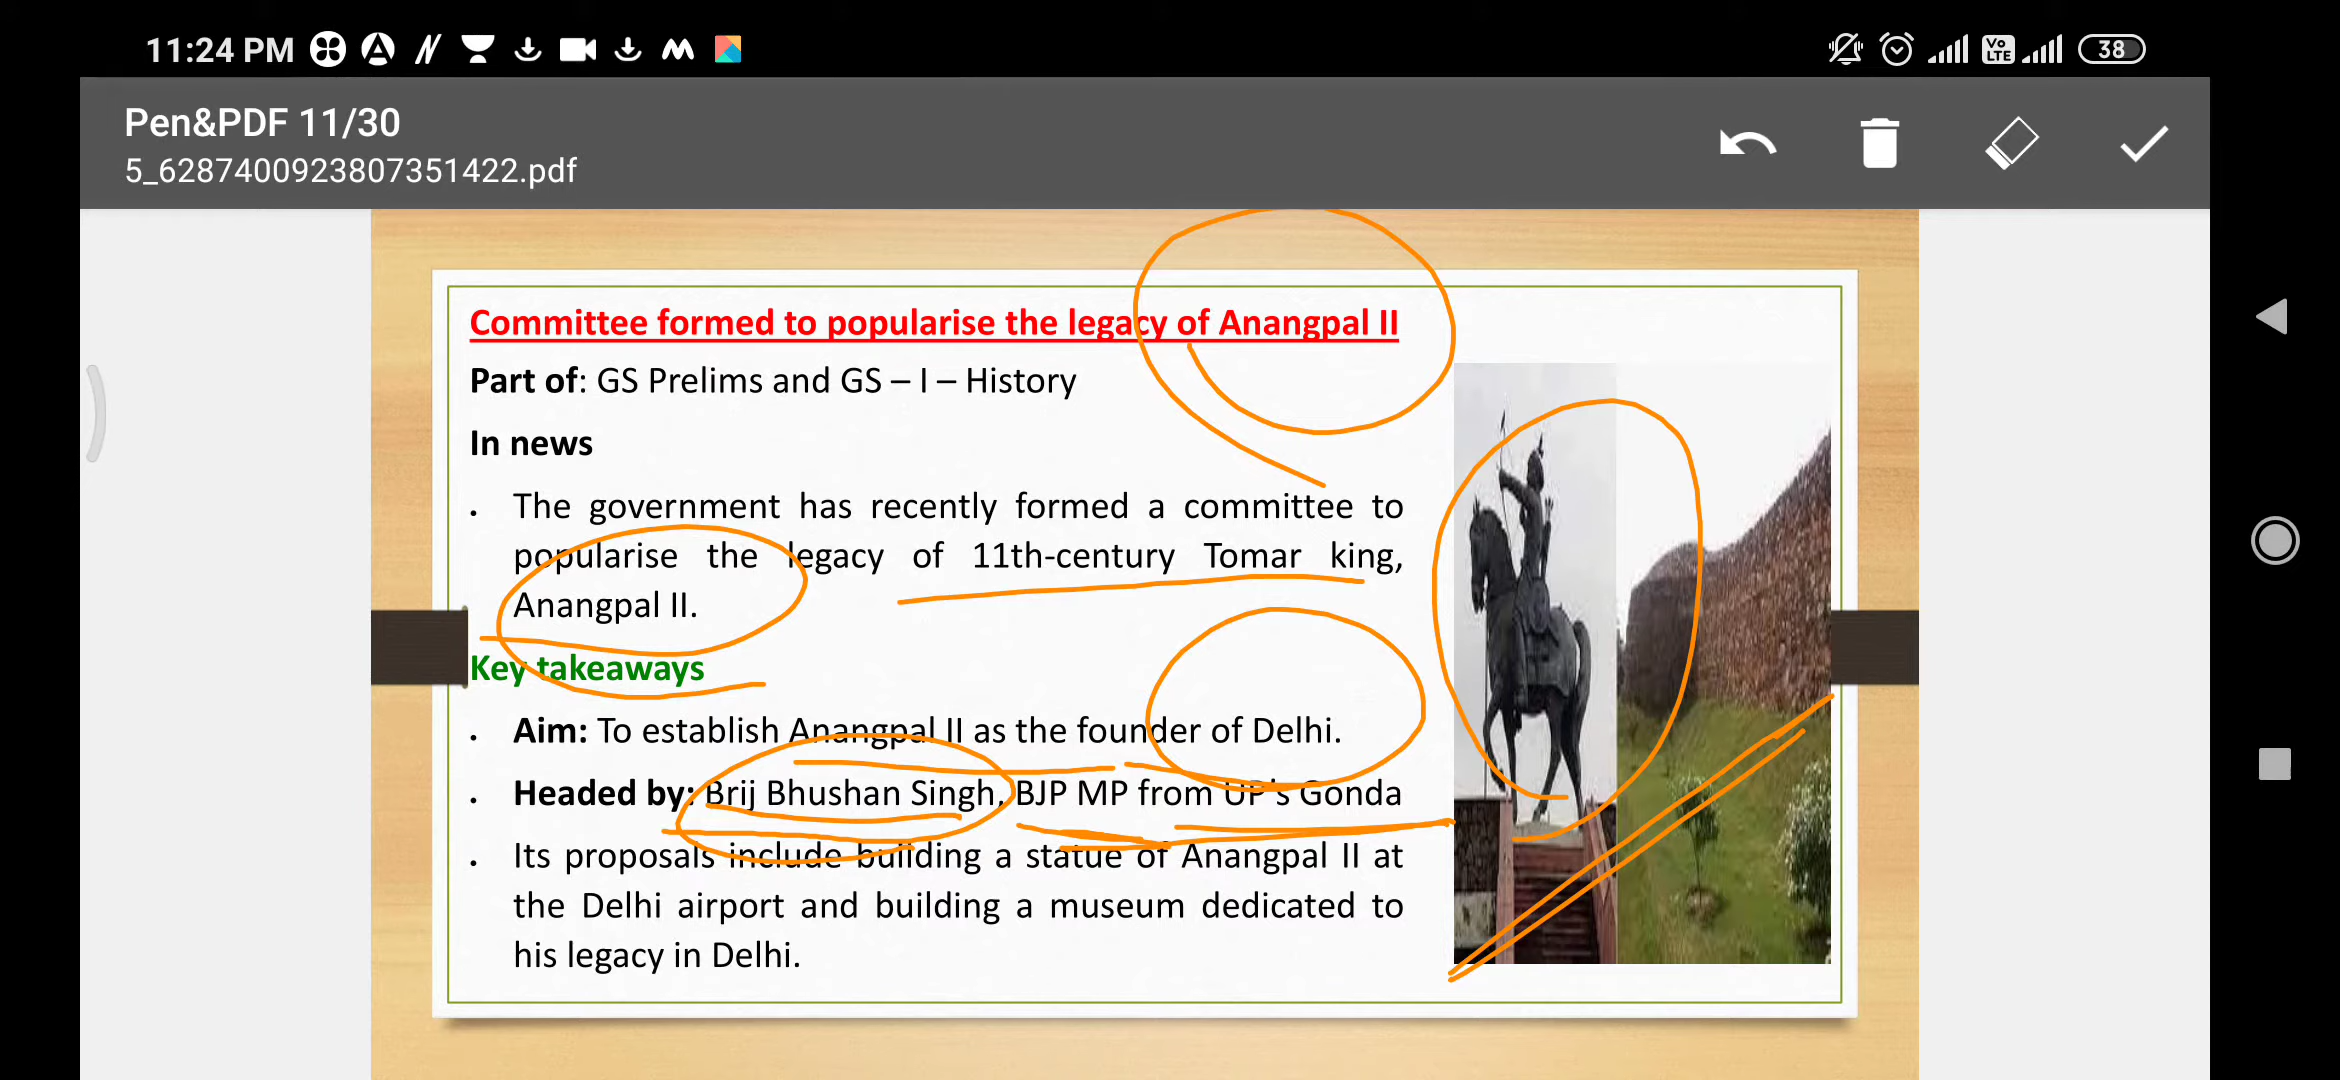 11:24 PM
Vo LTE
38
Pen&PDF 11/30
5_6287400923807351422.pdf
Committee formed to popularise the legacy of Anangpal II
Part of: GS Prelims and GS – I – History
In news
• The government has recently formed a committee to
popularise the legacy of 11th-century Tomar king,
Anangpal II.
Key takeaways
• Aim: To establish Anangpal II as the founder of Delhi.
• Headed by: Brij Bhushan Singh, BJP MP from UP's Gonda
• Its proposals include building a statue of Anangpal II at
the Delhi airport and building a museum dedicated to
his legacy in Delhi.